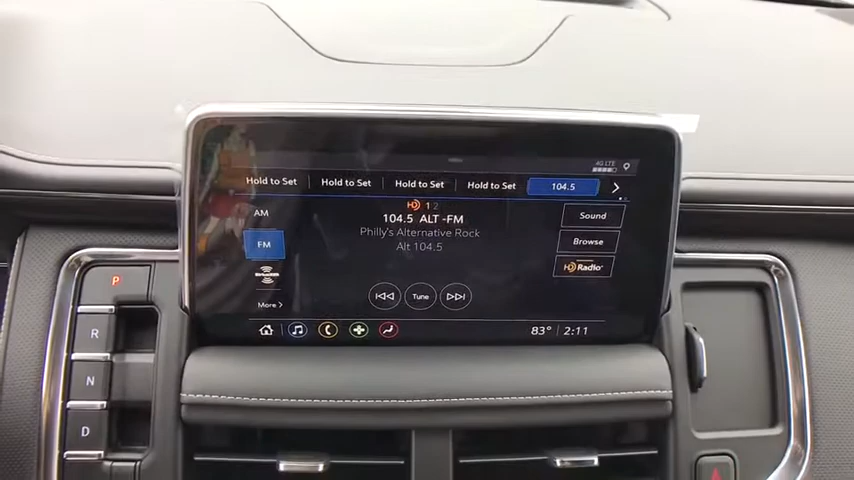 4G LTE
Hold to Set Hold to Set Hold to Set Hold to Set 104.5
HD 1 2
AM
104.5 ALT -FM
Sound
Philly's Alternative Rock
FM
Alt 104.5
Browse
HD Radio
Tune
More
83° 2:11
P
R
N
D